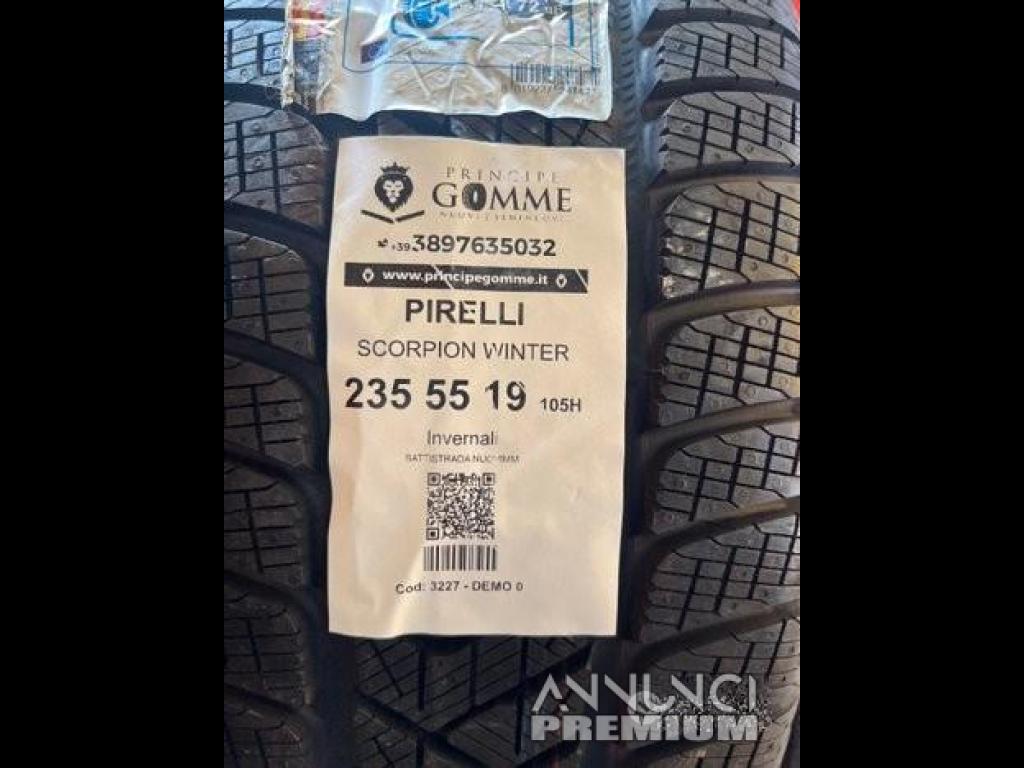 PRINCIPE
GOMME
+39 3897635032
www.principegomme.it
PIRELLI
SCORPION WINTER
235 55 19 105H
Invernali
BATTISTRADA
Cod: 3227 - DEMO 0
ANNUNCI
PREMIUM